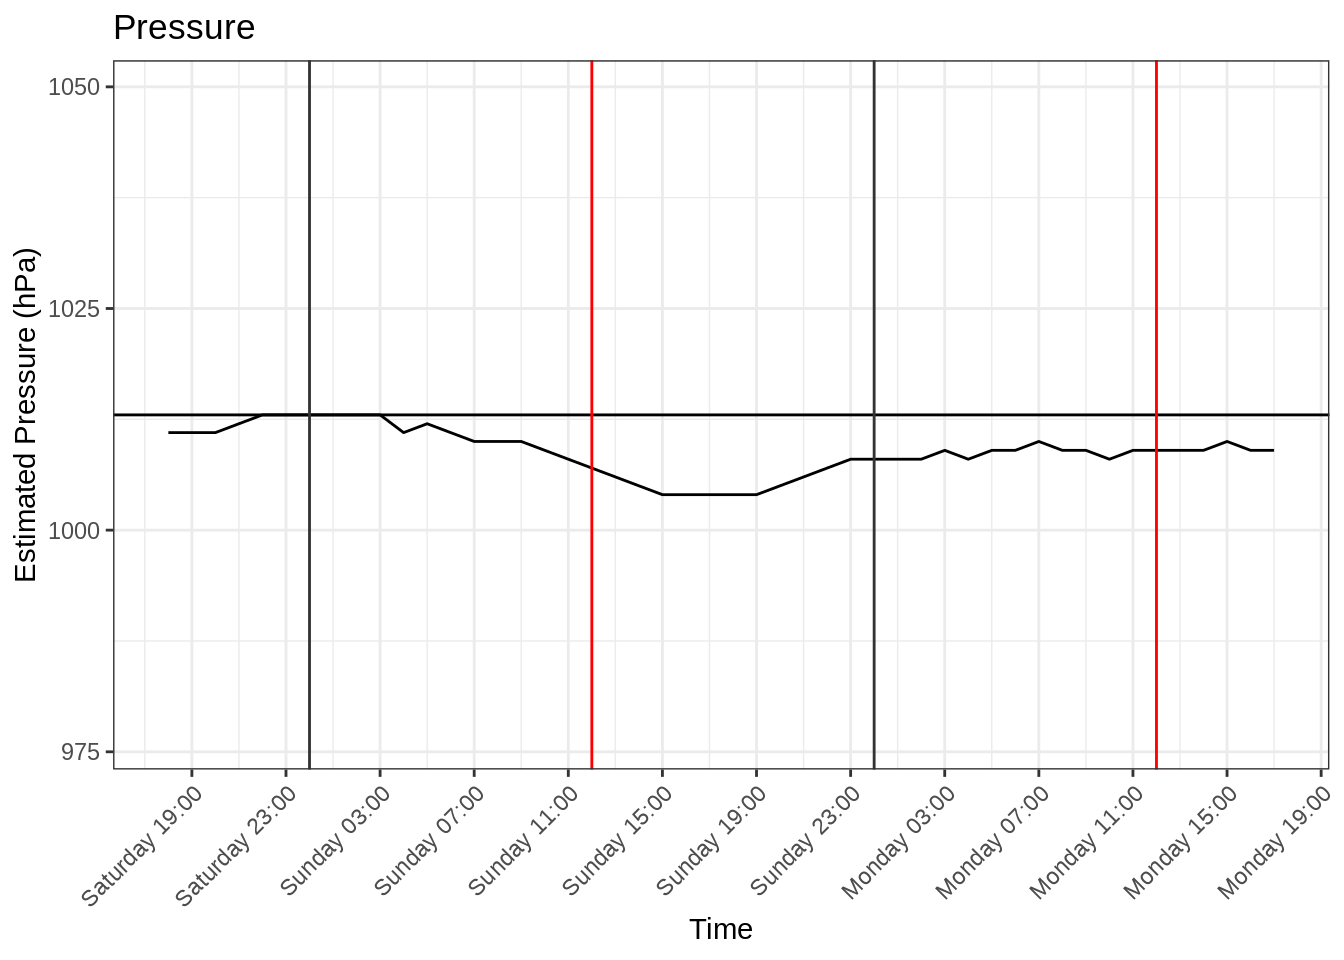 Pressure
Estimated Pressure (hPa)
1050
1025
1000
975
Saturday 19:00
Saturday 23:00
Sunday 03:00
Sunday 07:00
Sunday 11:00
Sunday 15:00
Sunday 19:00
Sunday 23:00
Monday 03:00
Monday 07:00
Monday 11:00
Monday 15:00
Monday 19:00
Time